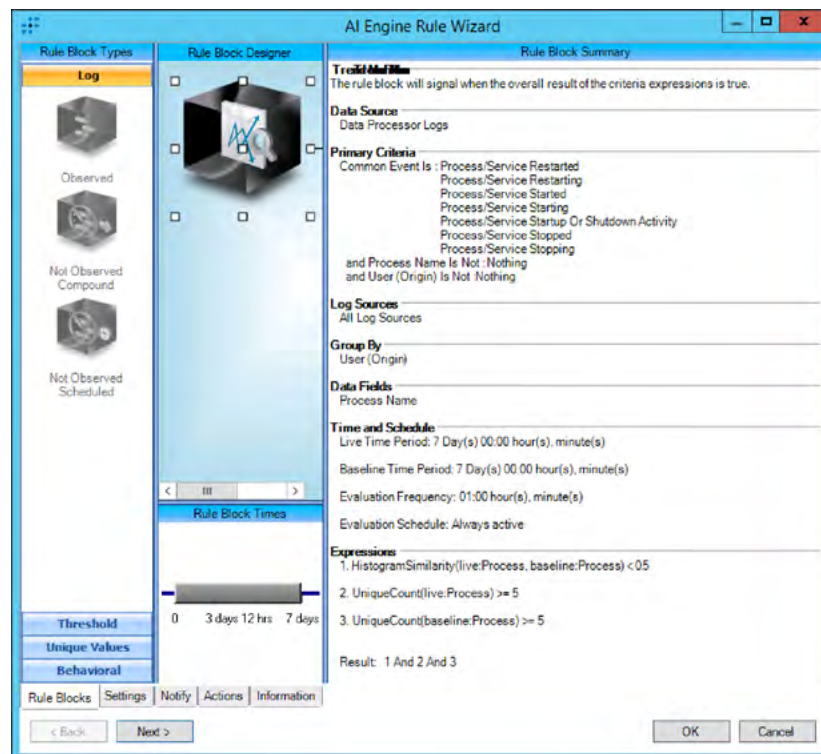 AI Engine Rule Wizard
Rule Block Types
Log
Observed
Not Observed
Compound
Not Observed
Scheduled
Threshold
Unique Values
Behavioral
Rule Block Designer
Rule Block Times
0 3 days 12 hrs 7 days
Rule Block Summary
The rule block will signal when the overall result of the criteria expressions is true.
Data Source
Data Processor Logs
Primary Criteria
Common Event Is : Process/Service Restarted
Process/Service Restarting
Process/Service Started
Process/Service Starting
Process/Service Startup Or Shutdown Activity
Process/Service Stopped
Process/Service Stopping
and Process Name Is Not :Nothing
and User (Origin) Is Not :Nothing
Log Sources
All Log Sources
Group By
User (Origin)
Data Fields
Process Name
Time and Schedule
Live Time Period: 7 Day(s) 00:00 hour(s), minute(s)
Baseline Time Period: 7 Day(s) 00:00 hour(s), minute(s)
Evaluation Frequency: 01:00 hour(s), minute(s)
Evaluation Schedule: Always active
Expressions
1. HistogramSimilarity(live:Process, baseline:Process) < 0.5
2. UniqueCount(live:Process) >= 5
3. UniqueCount(baseline:Process) >= 5
Result: 1 And 2 And 3
Rule Blocks Settings Notify Actions Information
< Back Next > OK Cancel